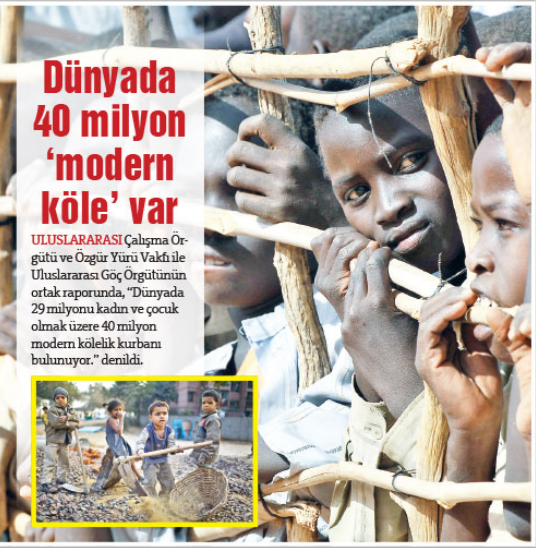 Dünyada
40 milyon
‘modern
köle’ var
ULUSLARARASI Çalışma Ör-
gütü ve Özgür Yürü Vakfı ile
Uluslararası Göç Örgütünün
ortak raporunda, “Dünyada
29 milyonu kadın ve çocuk
olmak üzere 40 milyon
modern kölelik kurbanı
bulunuyor.” denildi.